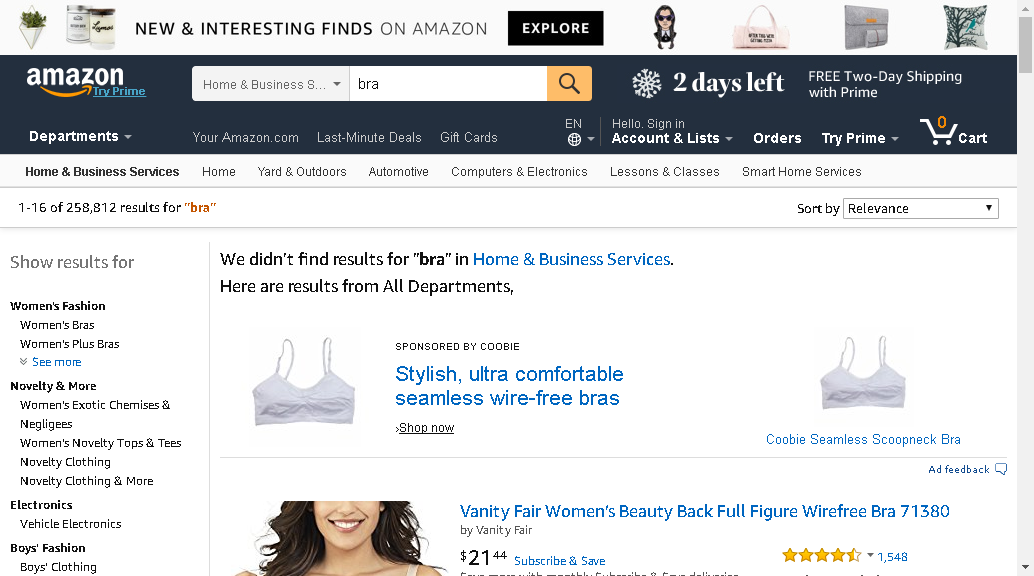 NEW & INTERESTING FINDS ON AMAZON EXPLORE
amazon
Try Prime
Home & Business S...
bra
2 days left
FREE Two-Day Shipping
with Prime
Departments
Your Amazon.com
Last-Minute Deals
Gift Cards
EN
Hello. Sign in
Account & Lists
Orders
Try Prime
0
Cart
Home & Business Services
Home
Yard & Outdoors
Automotive
Computers & Electronics
Lessons & Classes
Smart Home Services
1-16 of 258,812 results for "bra"
Sort by Relevance
Show results for
Women's Fashion
Women's Bras
Women's Plus Bras
See more
Novelty & More
Women's Exotic Chemises &
Negligees
Women's Novelty Tops & Tees
Novelty Clothing
Novelty Clothing & More
Electronics
Vehicle Electronics
Boys' Fashion
Boys' Clothing
We didn't find results for "bra" in Home & Business Services.
Here are results from All Departments,
SPONSORED BY COOBIE
Stylish, ultra comfortable
seamless wire-free bras
›Shop now
Coobie Seamless Scoopneck Bra
Ad feedback
Vanity Fair Women's Beauty Back Full Figure Wirefree Bra 71380
by Vanity Fair
$21 44 Subscribe & Save
1,548
Save more with monthly Subscribe & Save deliveries